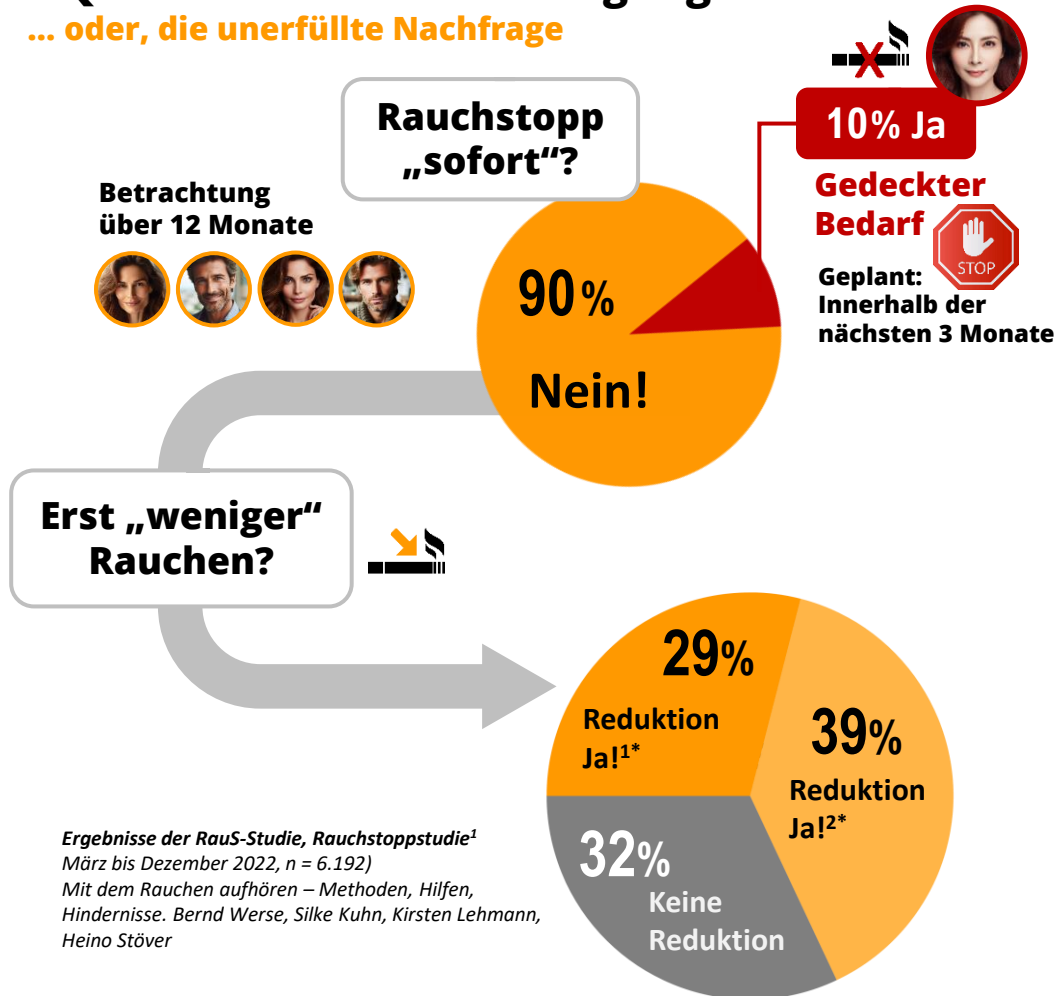 ... oder, die unerfüllte Nachfrage
Rauchstopp
„sofort“?
10% Ja
Gedeckter
Bedarf
STOP
Geplant:
Innerhalb der
nächsten 3 Monate
Betrachtung
über 12 Monate
90%
Nein!
Erst „weniger“
Rauchen?
29%
Reduktion
Ja!¹*
39%
Reduktion
Ja!²*
32%
Keine
Reduktion
Ergebnisse der RauS-Studie, Rauchstoppstudie¹
März bis Dezember 2022, n = 6.192)
Mit dem Rauchen aufhören – Methoden, Hilfen,
Hindernisse. Bernd Werse, Silke Kuhn, Kirsten Lehmann,
Heino Stöver